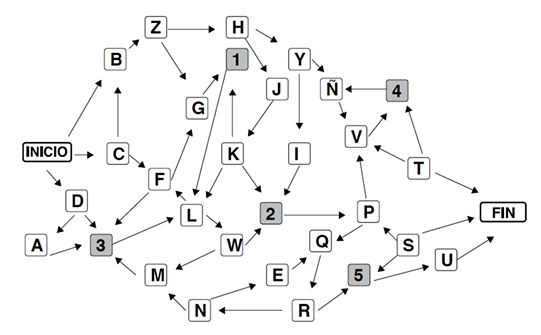 Z H
B 1 Y
G J Ñ 4
V
INICIO C K I
F T
D L 2 P FIN
A 3 W Q S
M E 5 U
N R